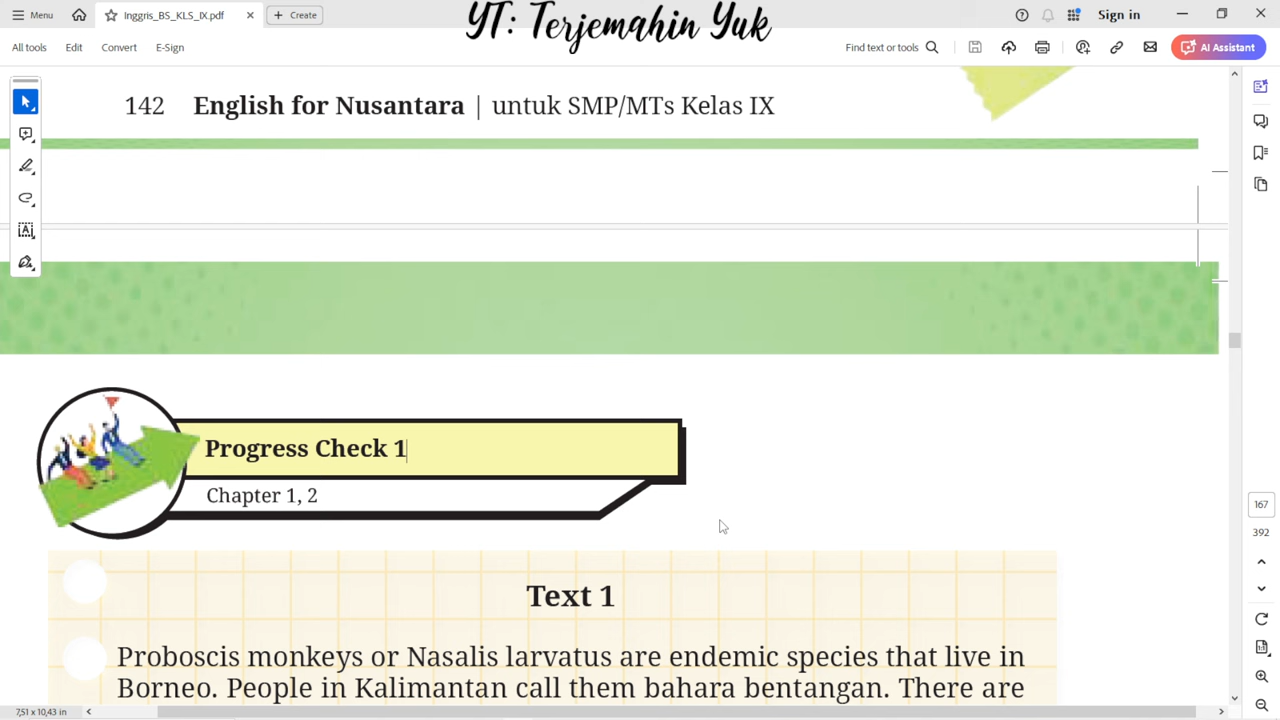 Menu
Inggris_BS_KLS_IX.pdf
Create
YT: Terjemahin Yuk
Sign in
All tools
Edit
Convert
E-Sign
Find text or tools
AI Assistant
142 English for Nusantara | untuk SMP/MTs Kelas IX
Progress Check 1
Chapter 1, 2
Text 1
Proboscis monkeys or Nasalis larvatus are endemic species that live in
Borneo. People in Kalimantan call them bahara bentangan. There are
167
392
7,51 x 10,43 in